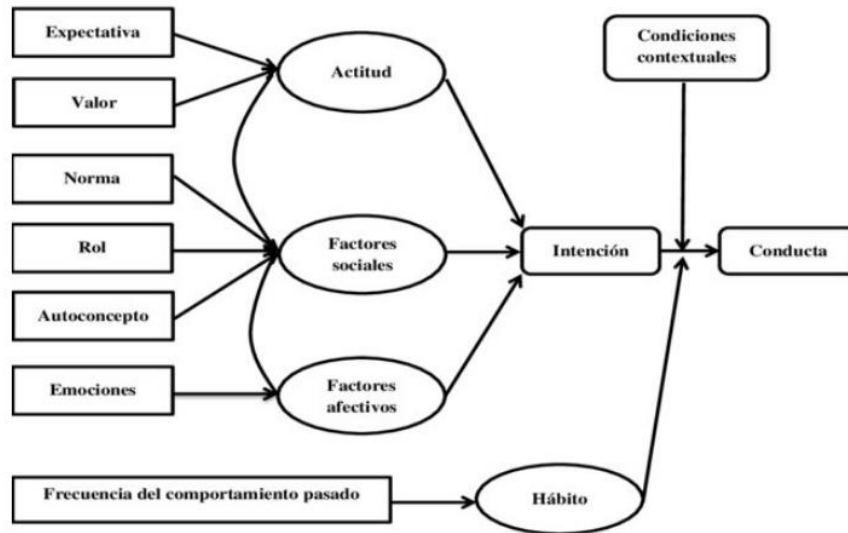 Expectativa
Valor
Norma
Rol
Autoconcepto
Emociones
Frecuencia del comportamiento pasado
Actitud
Factores
sociales
Factores
afectivos
Hábito
Condiciones
contextuales
Intención
Conducta